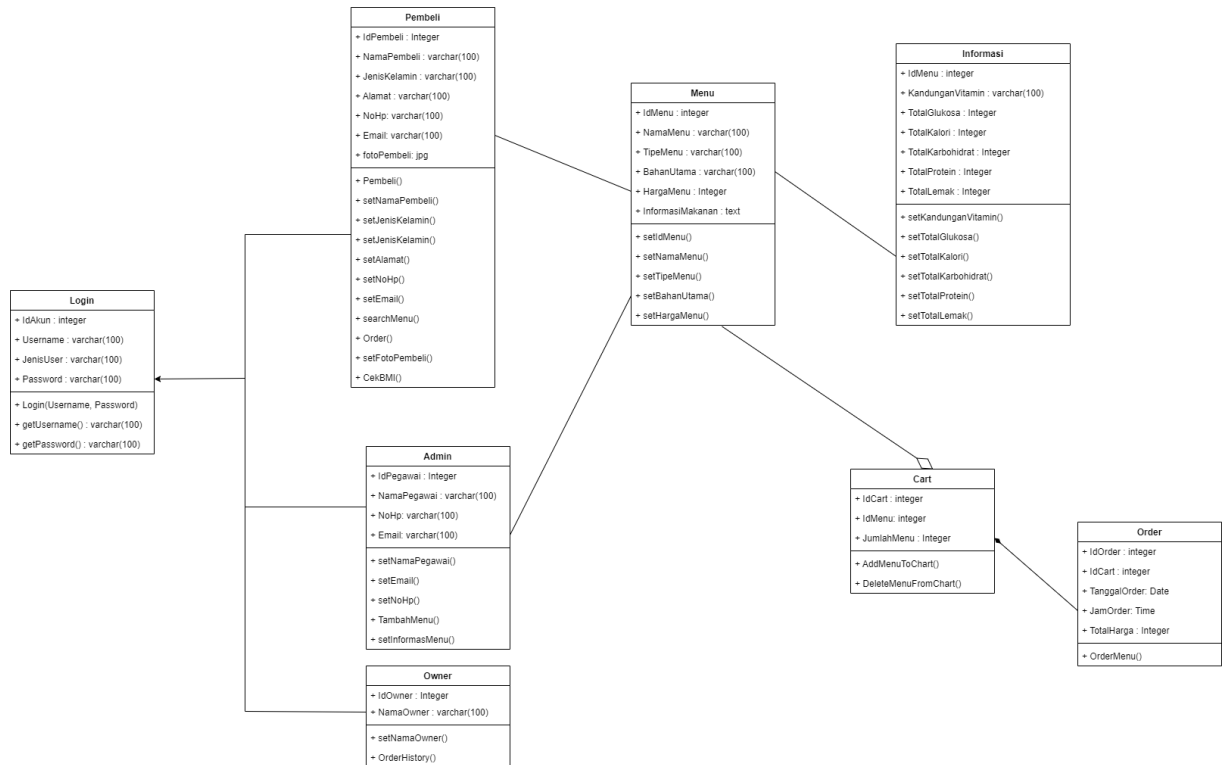 Pembeli
+ IdPembeli : Integer
+ NamaPembeli : varchar(100)
+ JenisKelamin : varchar(100)
+ Alamat : varchar(100)
+ NoHp: varchar(100)
+ Email: varchar(100)
+ fotoPembeli: jpg
+ Pembeli()
+ setNamaPembeli()
+ setJenisKelamin()
+ setJenisKelamin()
+ setAlamat()
+ setNoHp()
+ setEmail()
+ searchMenu()
+ Order()
+ setFotoPembeli()
+ CekBMI()
Informasi
+ IdMenu : integer
+ KandunganVitamin : varchar(100)
+ TotalGlukosa : Integer
+ TotalKalori : Integer
+ TotalKarbohidrat : Integer
+ TotalProtein : Integer
+ TotalLemak : Integer
+ setKandunganVitamin()
+ setTotalGlukosa()
+ setTotalKalori()
+ setTotalKarbohidrat()
+ setTotalProtein()
+ setTotalLemak()
Menu
+ IdMenu : integer
+ NamaMenu : varchar(100)
+ TipeMenu : varchar(100)
+ BahanUtama : varchar(100)
+ HargaMenu : Integer
+ InformasiMakanan : text
+ setIdMenu()
+ setNamaMenu()
+ setTipeMenu()
+ setBahanUtama()
+ setHargaMenu()
Login
+ IdAkun : integer
+ Username : varchar(100)
+ JenisUser : varchar(100)
+ Password : varchar(100)
+ Login(Username, Password)
+ getUsername() : varchar(100)
+ getPassword() : varchar(100)
Admin
+ IdPegawai : Integer
+ NamaPegawai : varchar(100)
+ NoHp: varchar(100)
+ Email: varchar(100)
+ setNamaPegawai()
+ setEmail()
+ setNoHp()
+ TambahMenu()
+ setInformasMenu()
Cart
+ IdCart : integer
+ IdMenu: integer
+ JumlahMenu : Integer
+ AddMenuToChart()
+ DeleteMenuFromChart()
Order
+ IdOrder : integer
+ IdCart : integer
+ TanggalOrder: Date
+ JamOrder: Time
+ TotalHarga : Integer
+ OrderMenu()
Owner
+ IdOwner : Integer
+ NamaOwner : varchar(100)
+ setNamaOwner()
+ OrderHistory()